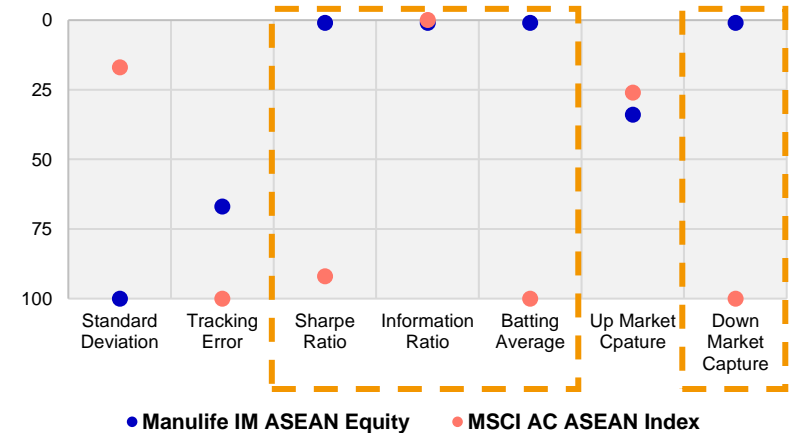 0
25
50
75
100
Standard
Deviation
Tracking
Error
Sharpe
Ratio
Information
Ratio
Batting
Average
Up Market
Cpature
Down
Market
Capture
Manulife IM ASEAN Equity
MSCI AC ASEAN Index